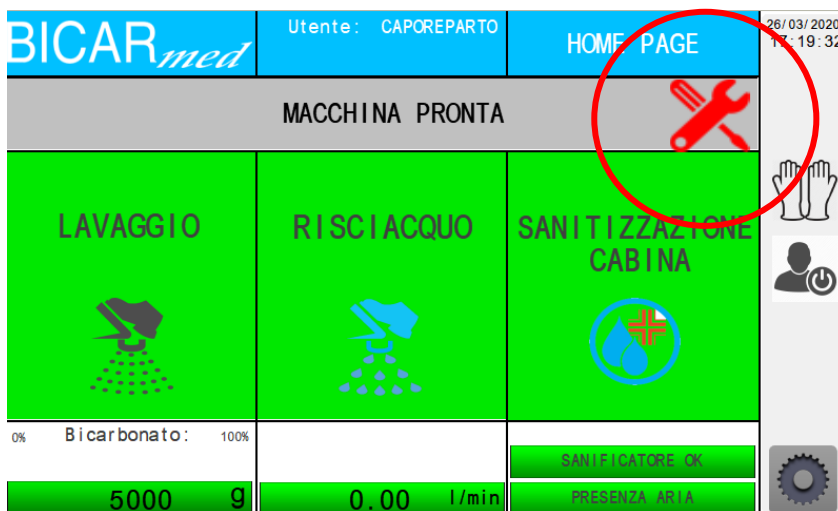 BICARmed
Utente: CAPOREPARTO
HOME PAGE
26/03/2020
17:19:32
MACCHINA PRONTA
LAVAGGIO
RISCIACQUO
SANITIZZAZIONE
CABINA
0% Bicarbonato: 100%
5000 g
0.00 l/min
SANIFICATORE OK
PRESENZA ARIA